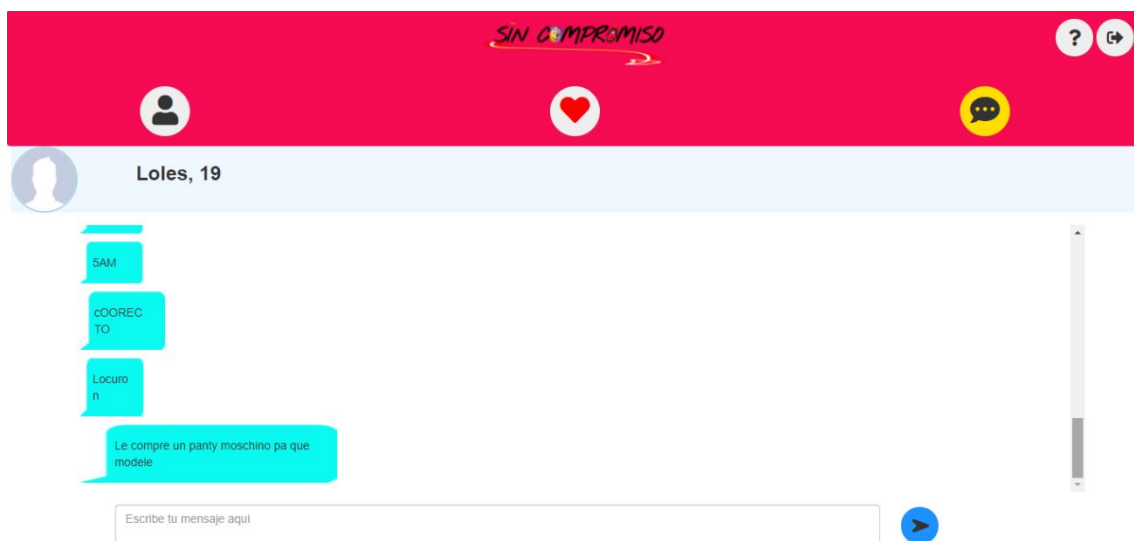 SIN COMPROMISO
?
Loles, 19
5AM
cOOREC
TO
Locuro
n
Le compre un panty moschino pa que
modele
Escribe tu mensaje aqui